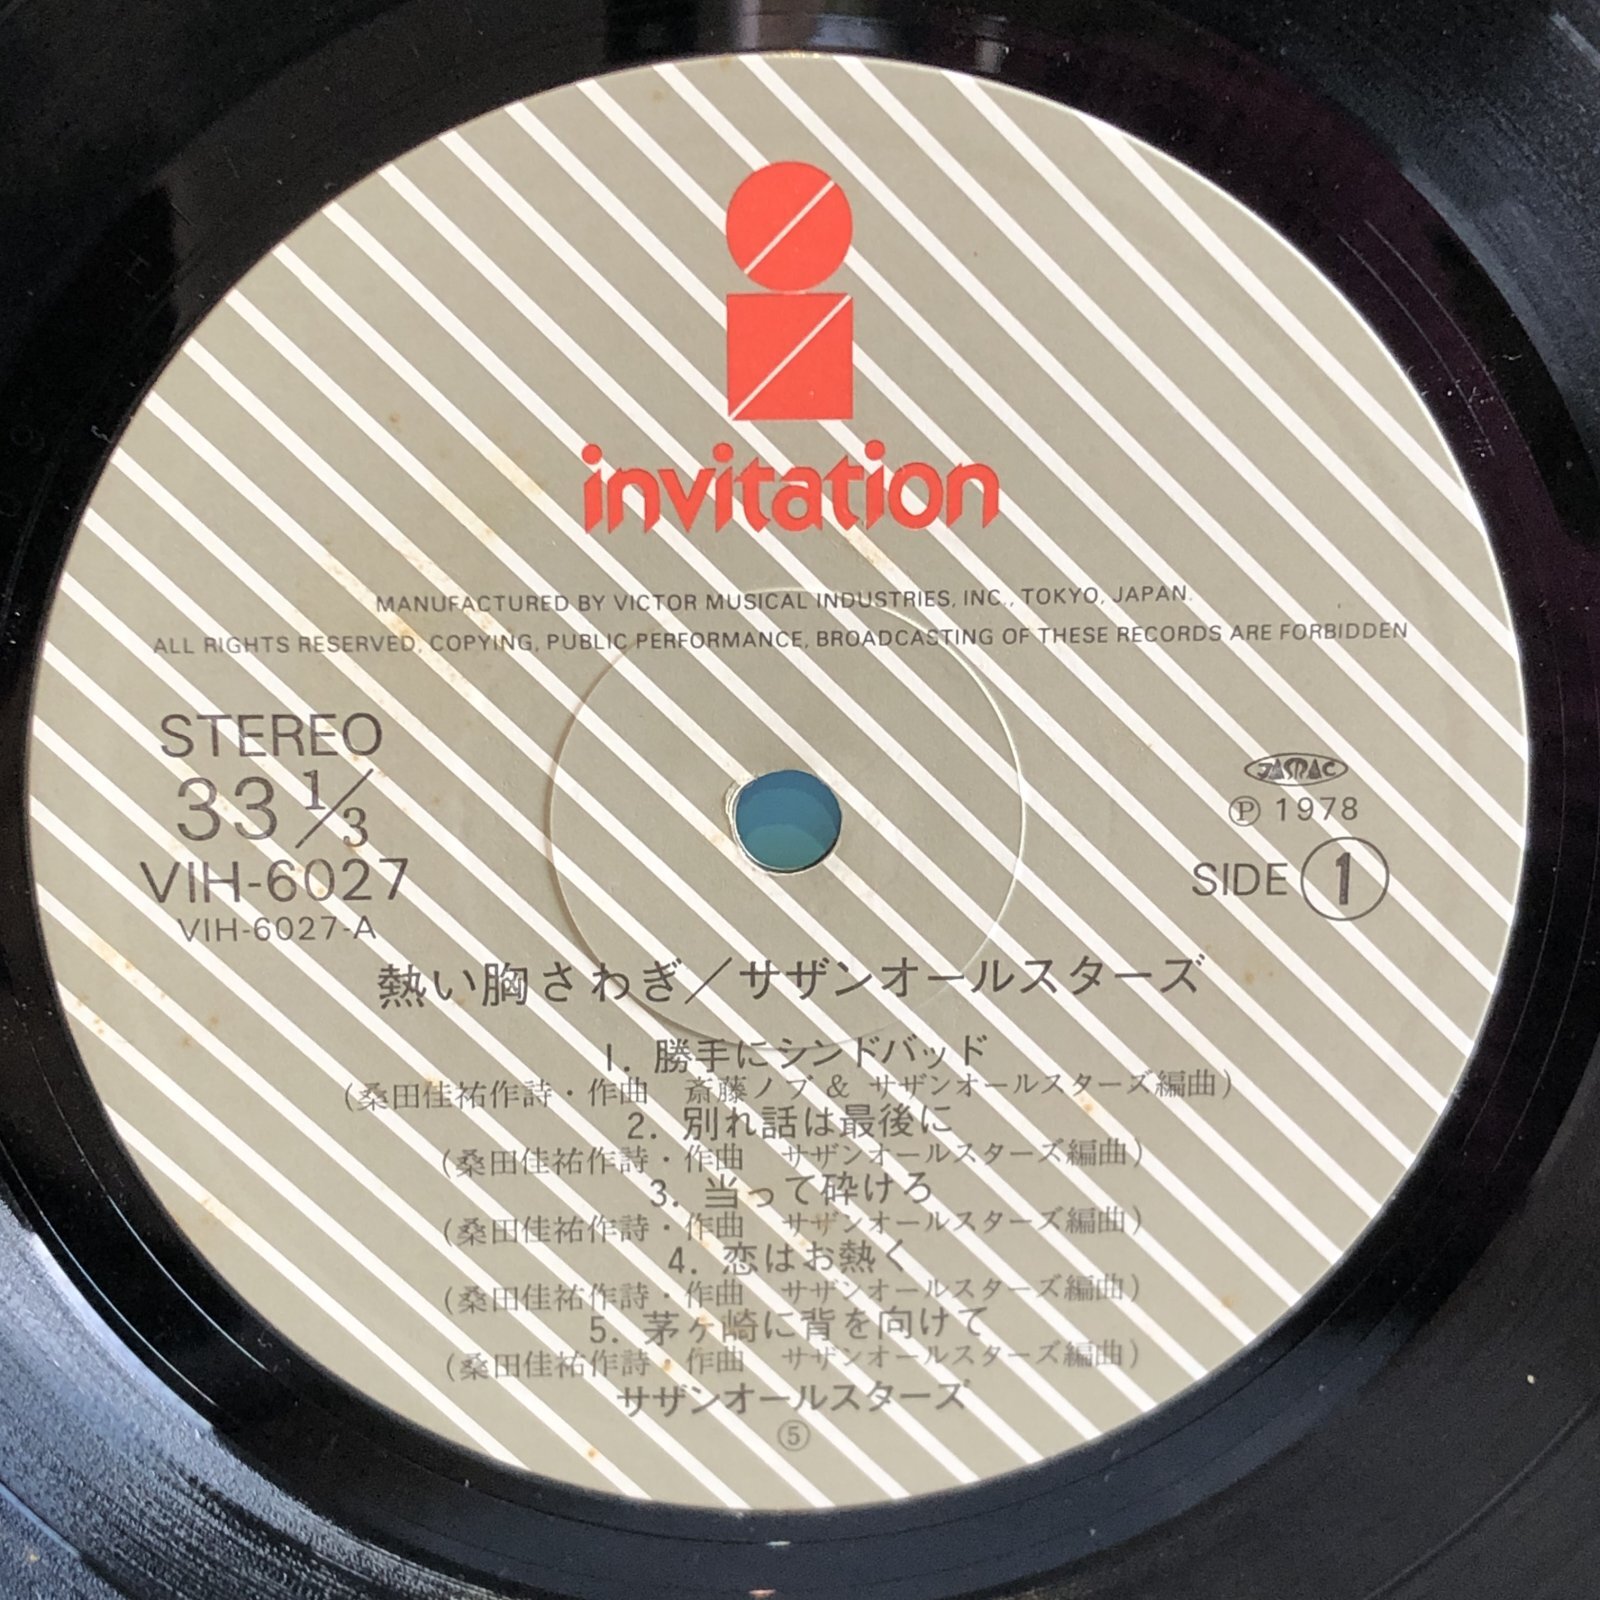 invitation
MANUFACTURED BY VICTOR MUSICAL INDUSTRIES, INC., TOKYO, JAPAN.
ALL RIGHTS RESERVED, COPYING, PUBLIC PERFORMANCE, BROADCASTING OF THESE RECORDS ARE FORBIDDEN
STEREO
33 1/3
VIH-6027
VIH-6027-A
JASRAC
Ⓟ 1978
SIDE ①
熱い胸さわぎ/サザンオールスターズ
1. 勝手にシンドバッド
(桑田佳祐作詩・作曲 斎藤ノブ & サザンオールスターズ編曲)
2. 別れ話は最後に
(桑田佳祐作詩・作曲 サザンオールスターズ編曲)
3. 当って砕けろ
(桑田佳祐作詩・作曲 サザンオールスターズ編曲)
4. 恋はお熱く
(桑田佳祐作詩・作曲 サザンオールスターズ編曲)
5. 茅ケ崎に背を向けて
(桑田佳祐作詩・作曲 サザンオールスターズ編曲)
サザンオールスターズ
⑤